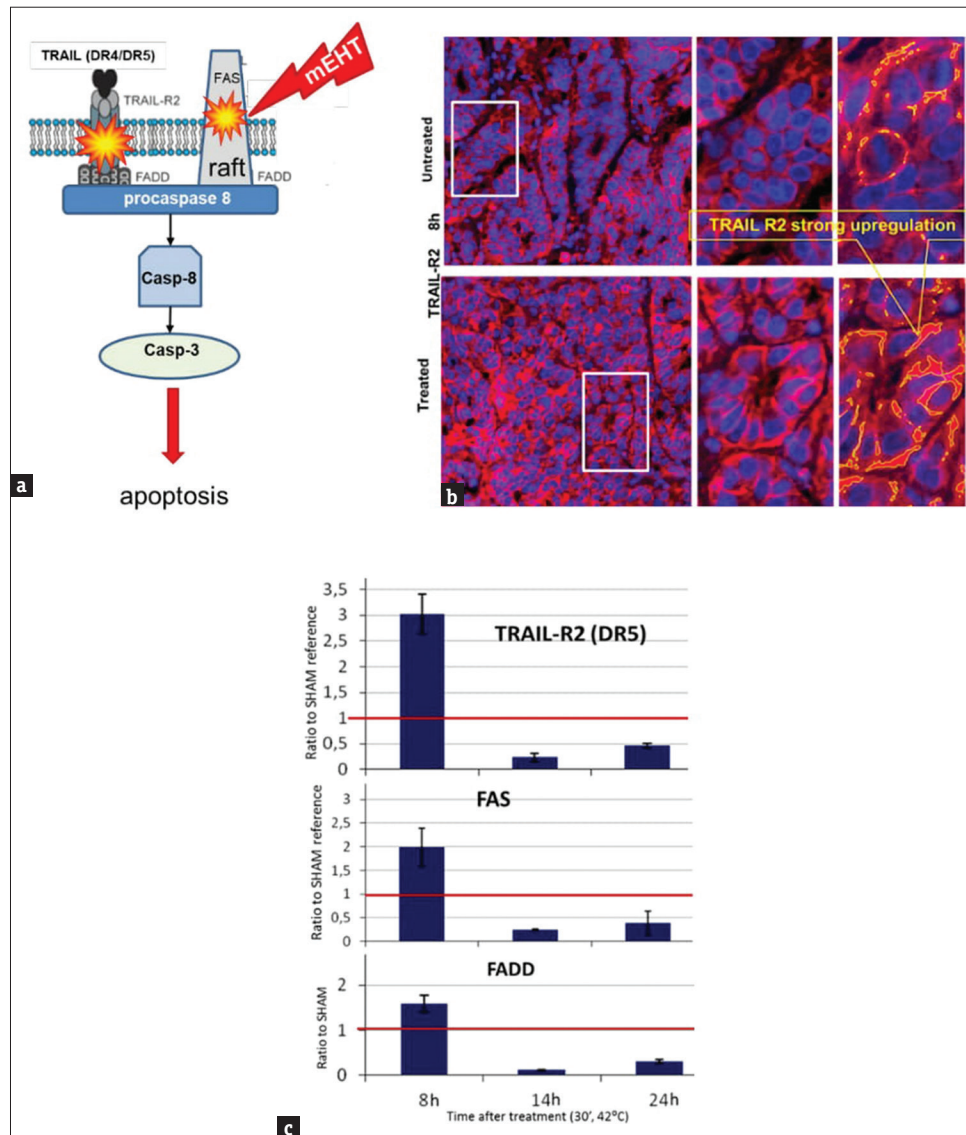 TRAIL (DR4/DR5)
FAS
mEHT
TRAIL-R2
raft
FADD
FADD
procaspase 8
Casp-8
Casp-3
apoptosis
a
Untreated
8h
TRAIL-R2
Treated
TRAIL R2 strong upregulation
b
TRAIL-R2 (DR5)
Ratio to SHAM reference
3,5
3
2,5
2
1,5
1
0,5
0
FAS
Ratio to SHAM reference
3
2,5
2
1,5
1
0,5
0
FADD
Ratio to SHAM
2
1
0
8h 14h 24h
Time after treatment (30', 42ºC)
c